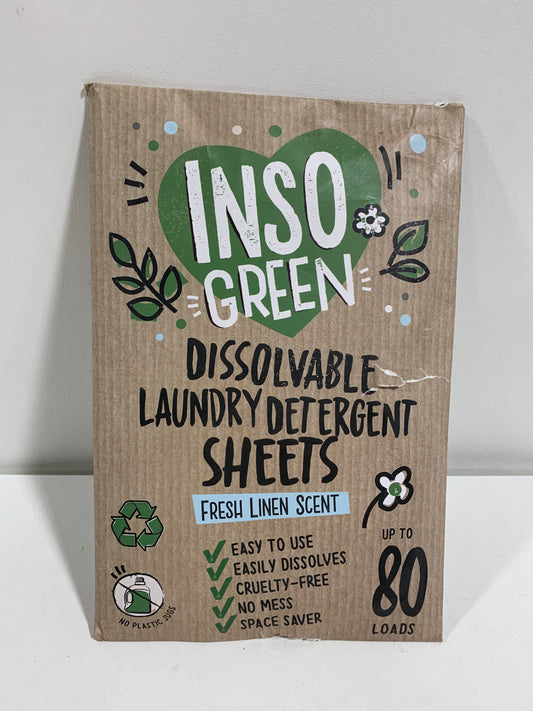 INSO
GREEN
DISSOLVABLE
LAUNDRY DETERGENT
SHEETS
FRESH LINEN SCENT
EASY TO USE
EASILY DISSOLVES
CRUELTY-FREE
NO MESS
SPACE SAVER
NO PLASTIC JUGS
UP TO
80
LOADS